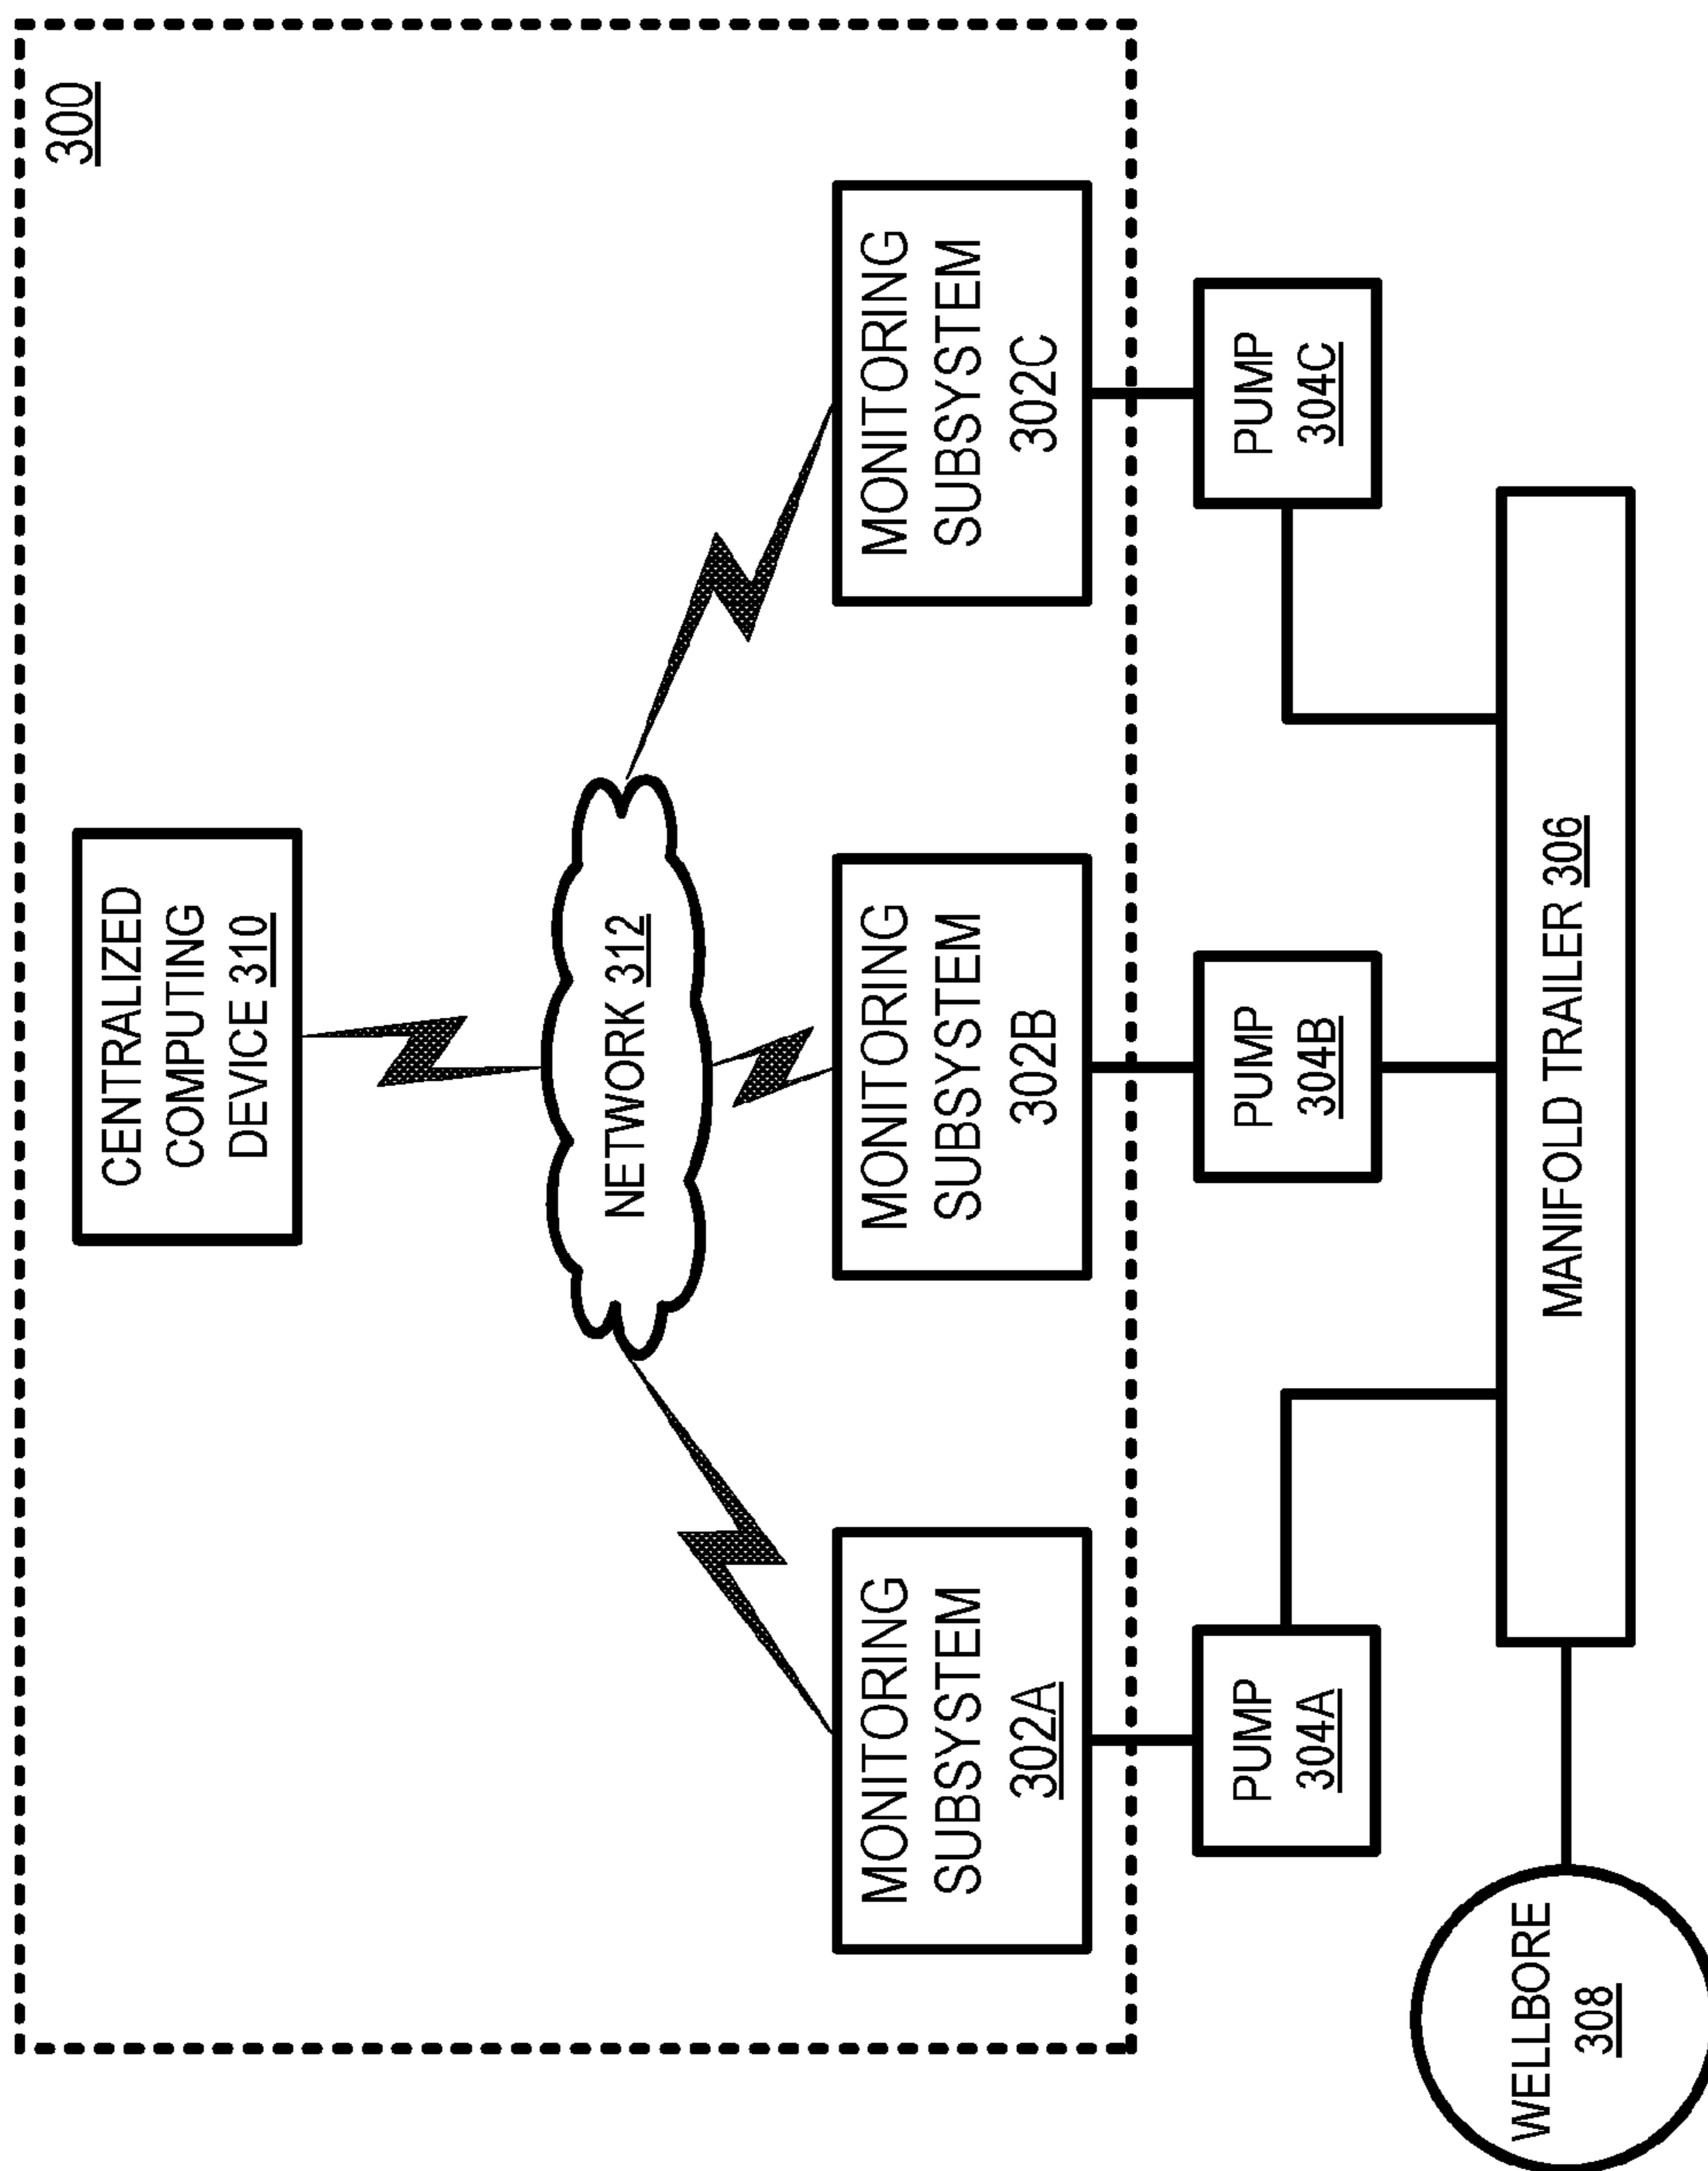 300
CENTRALIZED
COMPUTING
DEVICE 310
NETWORK 312
MONITORING
SUBSYSTEM
302A
MONITORING
SUBSYSTEM
302B
MONITORING
SUBSYSTEM
302C
PUMP
304A
PUMP
304B
PUMP
304C
MANIFOLD TRAILER 306
WELLBORE
308